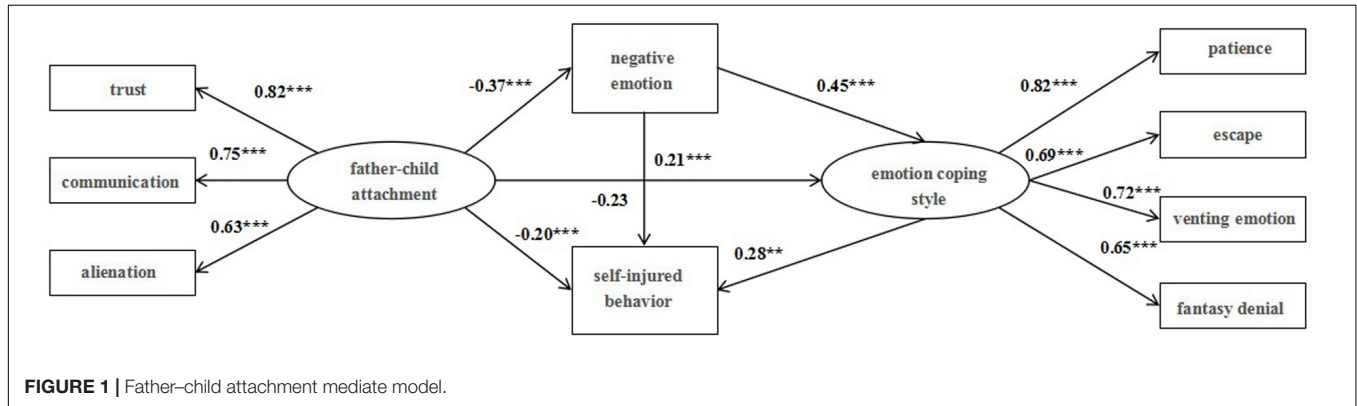 trust
communication
alienation
0.82***
0.75***
0.63***
father-child
attachment
-0.37***
-0.20***
negative
emotion
0.21***
-0.23
self-injured
behavior
0.45***
0.28**
emotion coping
style
0.82***
0.69***
0.72***
0.65***
patience
escape
venting emotion
fantasy denial
FIGURE 1 | Father–child attachment mediate model.